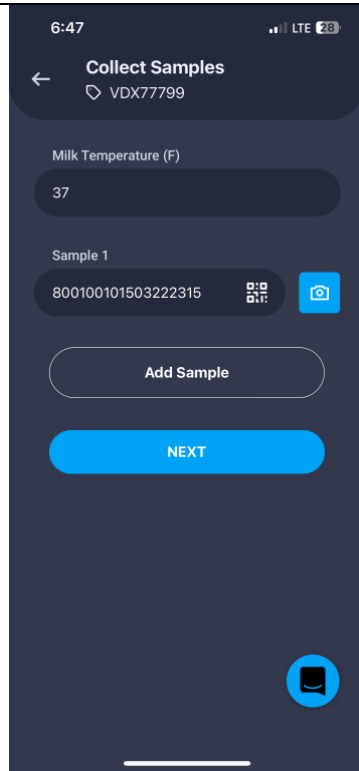 6:47
LTE 28
Collect Samples
VDX77799
Milk Temperature (F)
37
Sample 1
800100101503222315
Add Sample
NEXT